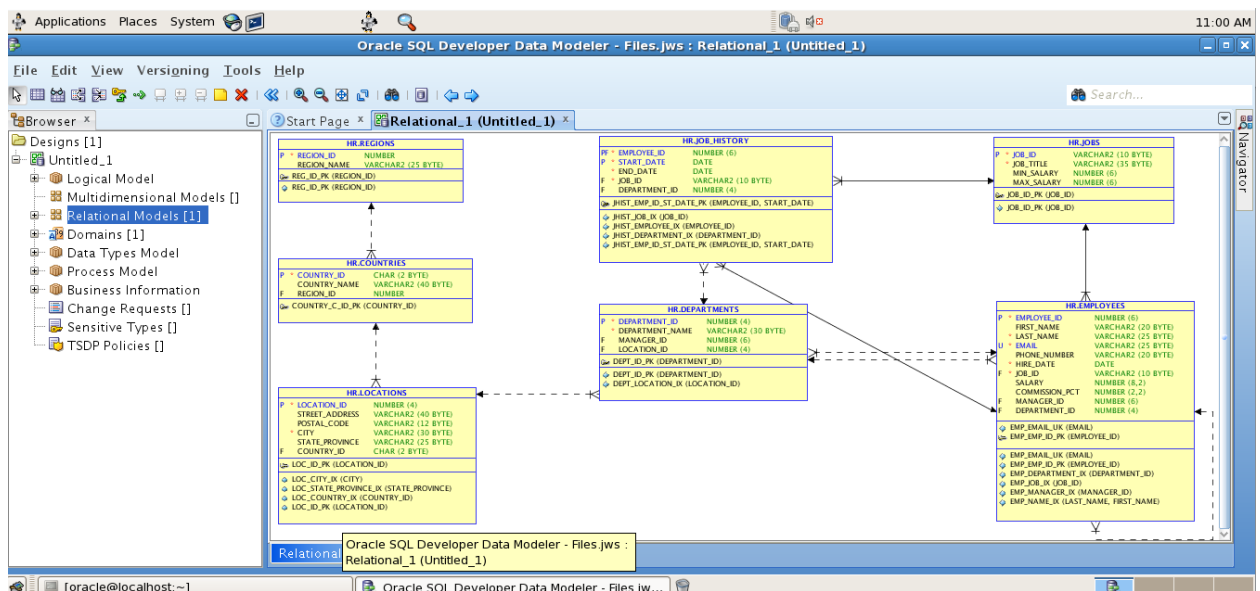 Applications Places System
11:00 AM
Oracle SQL Developer Data Modeler - Files.jws : Relational_1 (Untitled_1)
File Edit View Versioning Tools Help
Search...
Browser
Start Page
Relational_1 (Untitled_1)
Navigator
Designs [1]
Untitled_1
Logical Model
Multidimensional Models []
Relational Models [1]
Domains [1]
Data Types Model
Process Model
Business Information
Change Requests []
Sensitive Types []
TSDP Policies []
HR.REGIONS
P * REGION_ID NUMBER
REGION_NAME VARCHAR2 (25 BYTE)
REG_ID_PK (REGION_ID)
REG_ID_PK (REGION_ID)
HR.COUNTRIES
P * COUNTRY_ID CHAR (2 BYTE)
COUNTRY_NAME VARCHAR2 (40 BYTE)
F REGION_ID NUMBER
COUNTRY_C_ID_PK (COUNTRY_ID)
HR.LOCATIONS
P * LOCATION_ID NUMBER (4)
STREET_ADDRESS VARCHAR2 (40 BYTE)
POSTAL_CODE VARCHAR2 (12 BYTE)
* CITY VARCHAR2 (30 BYTE)
STATE_PROVINCE VARCHAR2 (25 BYTE)
F COUNTRY_ID CHAR (2 BYTE)
LOC_ID_PK (LOCATION_ID)
LOC_CITY_IX (CITY)
LOC_STATE_PROVINCE_IX (STATE_PROVINCE)
LOC_COUNTRY_IX (COUNTRY_ID)
LOC_ID_PK (LOCATION_ID)
HR.JOB_HISTORY
PF * EMPLOYEE_ID NUMBER (6)
P * START_DATE DATE
* END_DATE DATE
F * JOB_ID VARCHAR2 (10 BYTE)
F DEPARTMENT_ID NUMBER (4)
JHIST_EMP_ID_ST_DATE_PK (EMPLOYEE_ID, START_DATE)
JHIST_JOB_IX (JOB_ID)
JHIST_EMPLOYEE_IX (EMPLOYEE_ID)
JHIST_DEPARTMENT_IX (DEPARTMENT_ID)
JHIST_EMP_ID_ST_DATE_PK (EMPLOYEE_ID, START_DATE)
HR.DEPARTMENTS
P * DEPARTMENT_ID NUMBER (4)
* DEPARTMENT_NAME VARCHAR2 (30 BYTE)
F MANAGER_ID NUMBER (6)
F LOCATION_ID NUMBER (4)
DEPT_ID_PK (DEPARTMENT_ID)
DEPT_ID_PK (DEPARTMENT_ID)
DEPT_LOCATION_IX (LOCATION_ID)
HR.JOBS
P * JOB_ID VARCHAR2 (10 BYTE)
* JOB_TITLE VARCHAR2 (35 BYTE)
MIN_SALARY NUMBER (6)
MAX_SALARY NUMBER (6)
JOB_ID_PK (JOB_ID)
JOB_ID_PK (JOB_ID)
HR.EMPLOYEES
P * EMPLOYEE_ID NUMBER (6)
FIRST_NAME VARCHAR2 (20 BYTE)
* LAST_NAME VARCHAR2 (25 BYTE)
U * EMAIL VARCHAR2 (25 BYTE)
PHONE_NUMBER VARCHAR2 (20 BYTE)
* HIRE_DATE DATE
F * JOB_ID VARCHAR2 (10 BYTE)
SALARY NUMBER (8,2)
COMMISSION_PCT NUMBER (2,2)
F MANAGER_ID NUMBER (6)
F DEPARTMENT_ID NUMBER (4)
EMP_EMAIL_UK (EMAIL)
EMP_EMP_ID_PK (EMPLOYEE_ID)
EMP_EMAIL_UK (EMAIL)
EMP_EMP_ID_PK (EMPLOYEE_ID)
EMP_DEPARTMENT_IX (DEPARTMENT_ID)
EMP_JOB_IX (JOB_ID)
EMP_MANAGER_IX (MANAGER_ID)
EMP_NAME_IX (LAST_NAME, FIRST_NAME)
Relational
Oracle SQL Developer Data Modeler - Files.jws :
Relational_1 (Untitled_1)
[oracle@localhost:~]
Oracle SQL Developer Data Modeler - Files.jw...